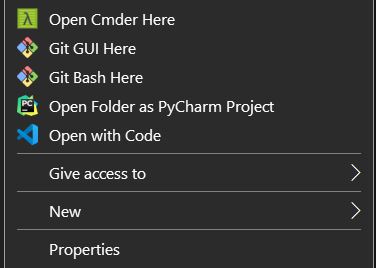 Open Cmder Here
Git GUI Here
Git Bash Here
Open Folder as PyCharm Project
Open with Code
Give access to
New
Properties